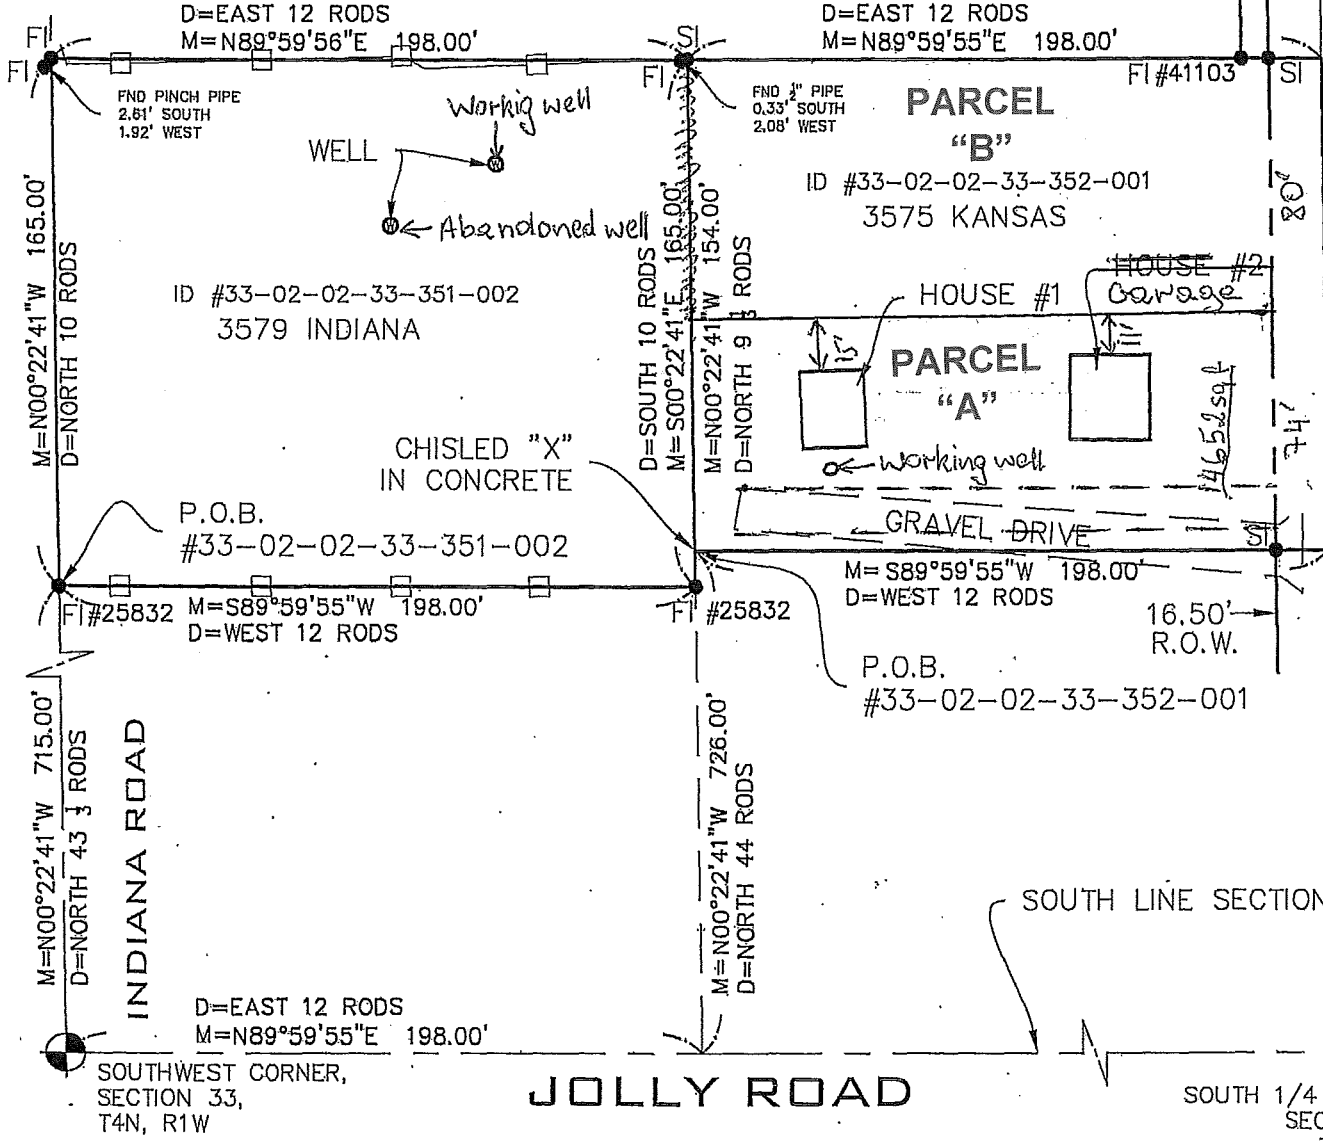 D=EAST 12 RODS
M=N89°59'56"E 198.00'
D=EAST 12 RODS
M=N89°59'55"E 198.00'
FI
FI
SI
FI
FI #41103
SI
FND PINCH PIPE
2.61' SOUTH
1.92' WEST
Workig well
WELL
Abandoned well
FND ½" PIPE
0.33' SOUTH
2.08' WEST
PARCEL
"B"
ID #33-02-02-33-352-001
3575 KANSAS
80'
M=N00°22'41"W 165.00'
D=NORTH 10 RODS
ID #33-02-02-33-351-002
3579 INDIANA
D=SOUTH 10 RODS
M=S00°22'41"E 165.00'
M=N00°22'41"W 154.00'
D=NORTH 9 ⅓ RODS
HOUSE #2
HOUSE #1
Garage
15'
11'
PARCEL
"A"
14652 sq ft
74'
working well
CHISLED "X"
IN CONCRETE
P.O.B.
#33-02-02-33-351-002
GRAVEL DRIVE
SI
M=S89°59'55"W 198.00'
D=WEST 12 RODS
FI #25832
M=S89°59'55"W 198.00'
D=WEST 12 RODS
FI #25832
16.50'
R.O.W.
P.O.B.
#33-02-02-33-352-001
M=N00°22'41"W 715.00'
D=NORTH 43 ⅓ RODS
INDIANA ROAD
M=N00°22'41"W 726.00'
D=NORTH 44 RODS
SOUTH LINE SECTION
D=EAST 12 RODS
M=N89°59'55"E 198.00'
SOUTHWEST CORNER,
SECTION 33,
T4N, R1W
JOLLY ROAD
SOUTH 1/4
SEC